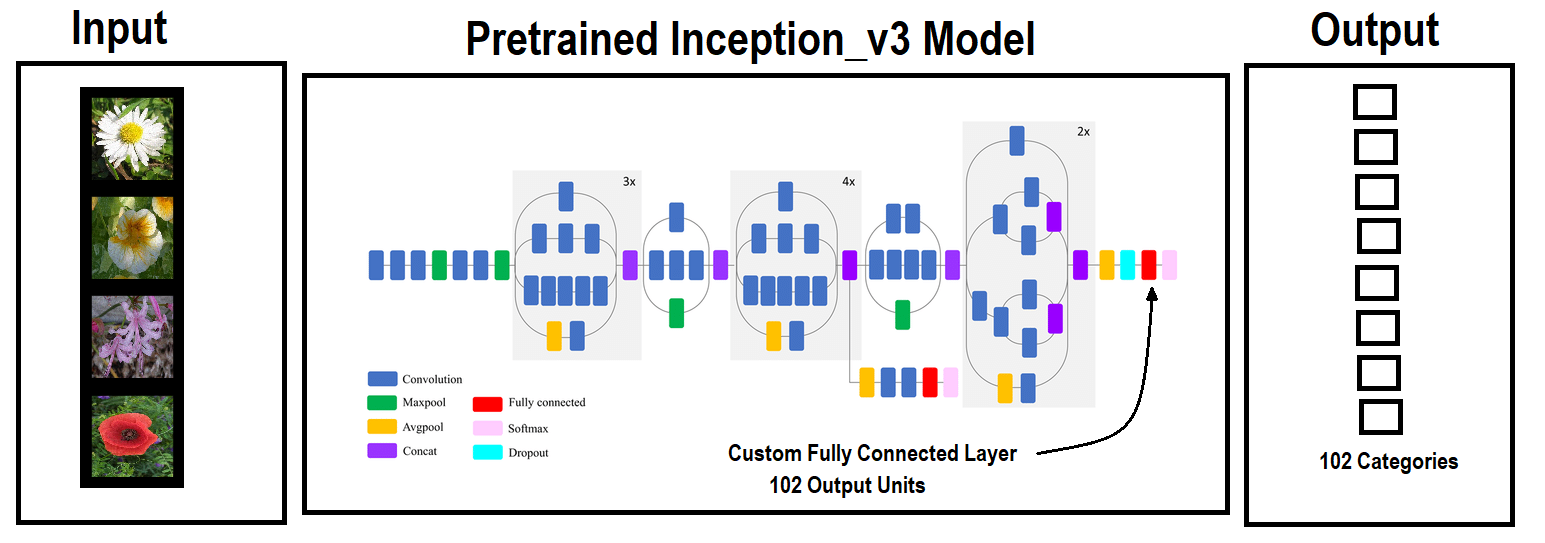 Input
Pretrained Inception_v3 Model
Output
3x
4x
2x
Convolution
Maxpool
Avgpool
Concat
Fully connected
Softmax
Dropout
Custom Fully Connected Layer
102 Output Units
102 Categories